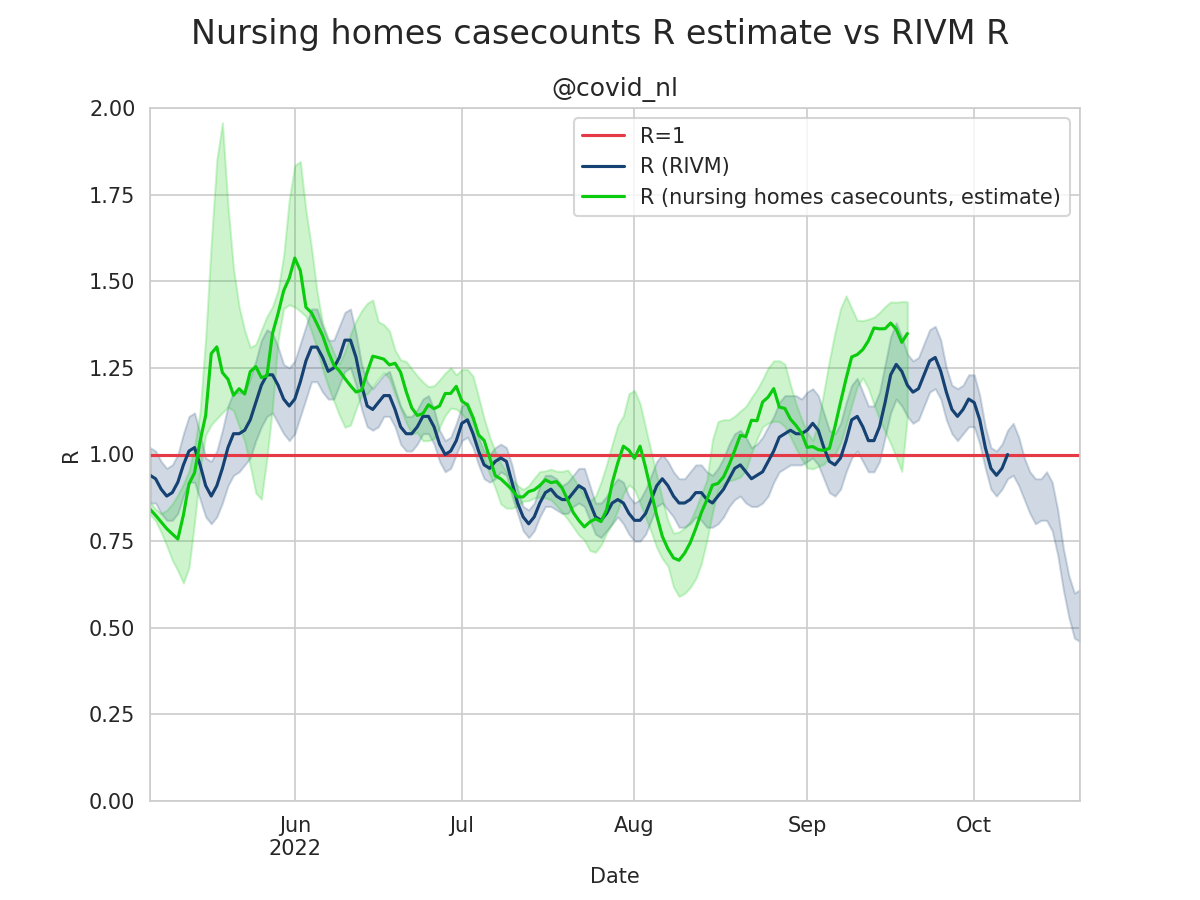 Nursing homes casecounts R estimate vs RIVM R
@covid_nl
R=1
R (RIVM)
R (nursing homes casecounts, estimate)
2.00
1.75
1.50
1.25
1.00
0.75
0.50
0.25
0.00
R
Jun
2022
Jul
Aug
Sep
Oct
Date